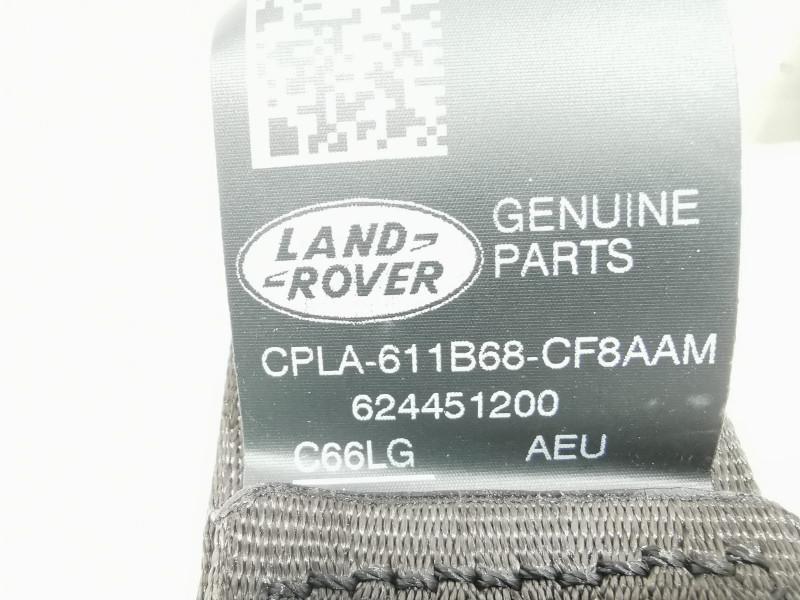 LAND
ROVER
GENUINE
PARTS
CPLA-611B68-CF8AAM
624451200
C66LG AEU